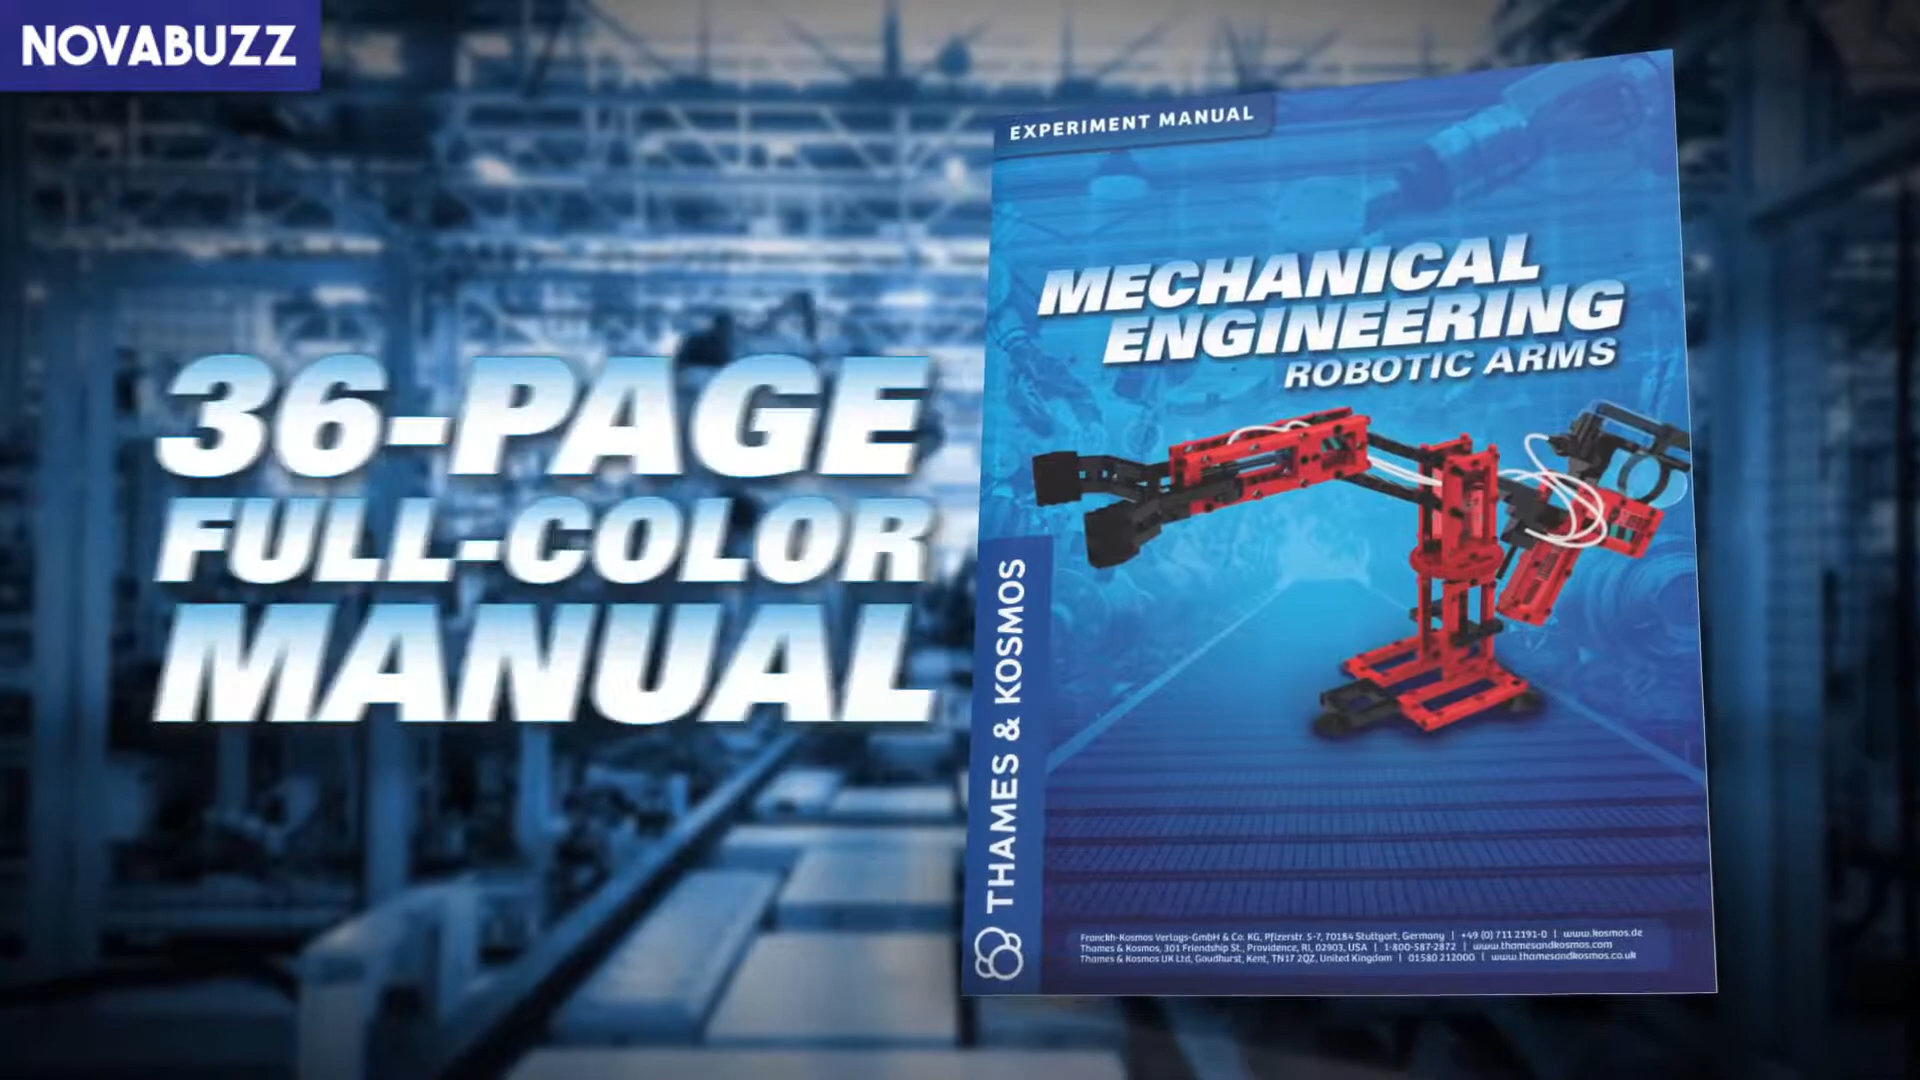 NOVABUZZ
36-PAGE
FULL-COLOR
MANUAL
EXPERIMENT MANUAL
MECHANICAL
ENGINEERING
ROBOTIC ARMS
THAMES & KOSMOS
Franckh-Kosmos Verlags-GmbH & Co. KG, Pfizerstr. 5-7, 70184 Stuttgart, Germany | +49 (0) 711 2191-0 | www.kosmos.de
Thames & Kosmos, 301 Friendship St., Providence, RI, 02903, USA | 1-800-587-2872 | www.thamesandkosmos.com
Thames & Kosmos UK Ltd, Goudhurst, Kent, TN17 2QZ, United Kingdom | 01580 212000 | www.thamesandkosmos.co.uk